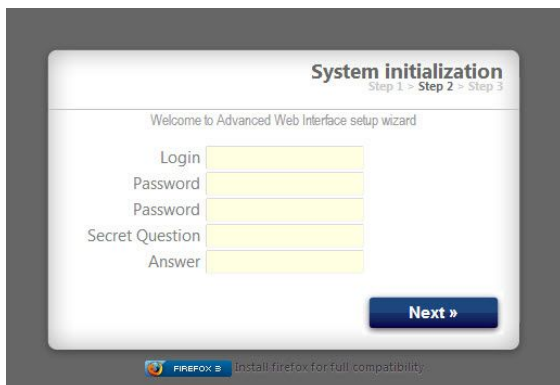 System initialization
Step 1 > Step 2 > Step 3
Welcome to Advanced Web Interface setup wizard
Login
Password
Password
Secret Question
Answer
Next »
FIREFOX 3 Install firefox for full compatibility.